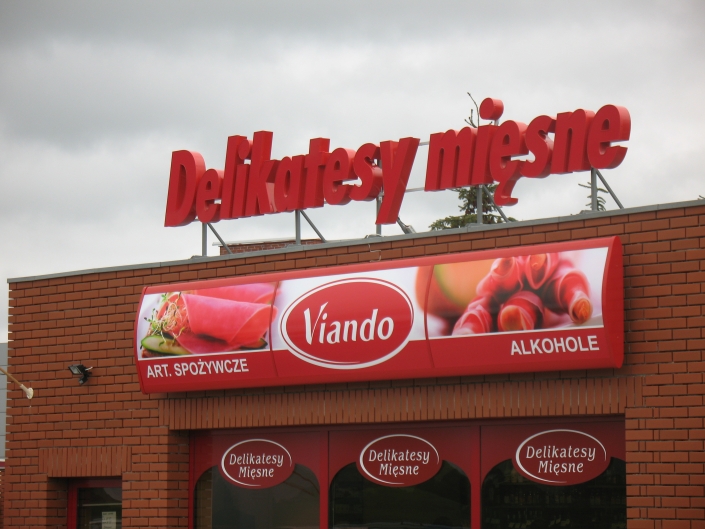 Delikatesy mięsne
Viando
ART. SPOŻYWCZE
ALKOHOLE
Delikatesy
Mięsne
Delikatesy
Mięsne
Delikatesy
Mięsne